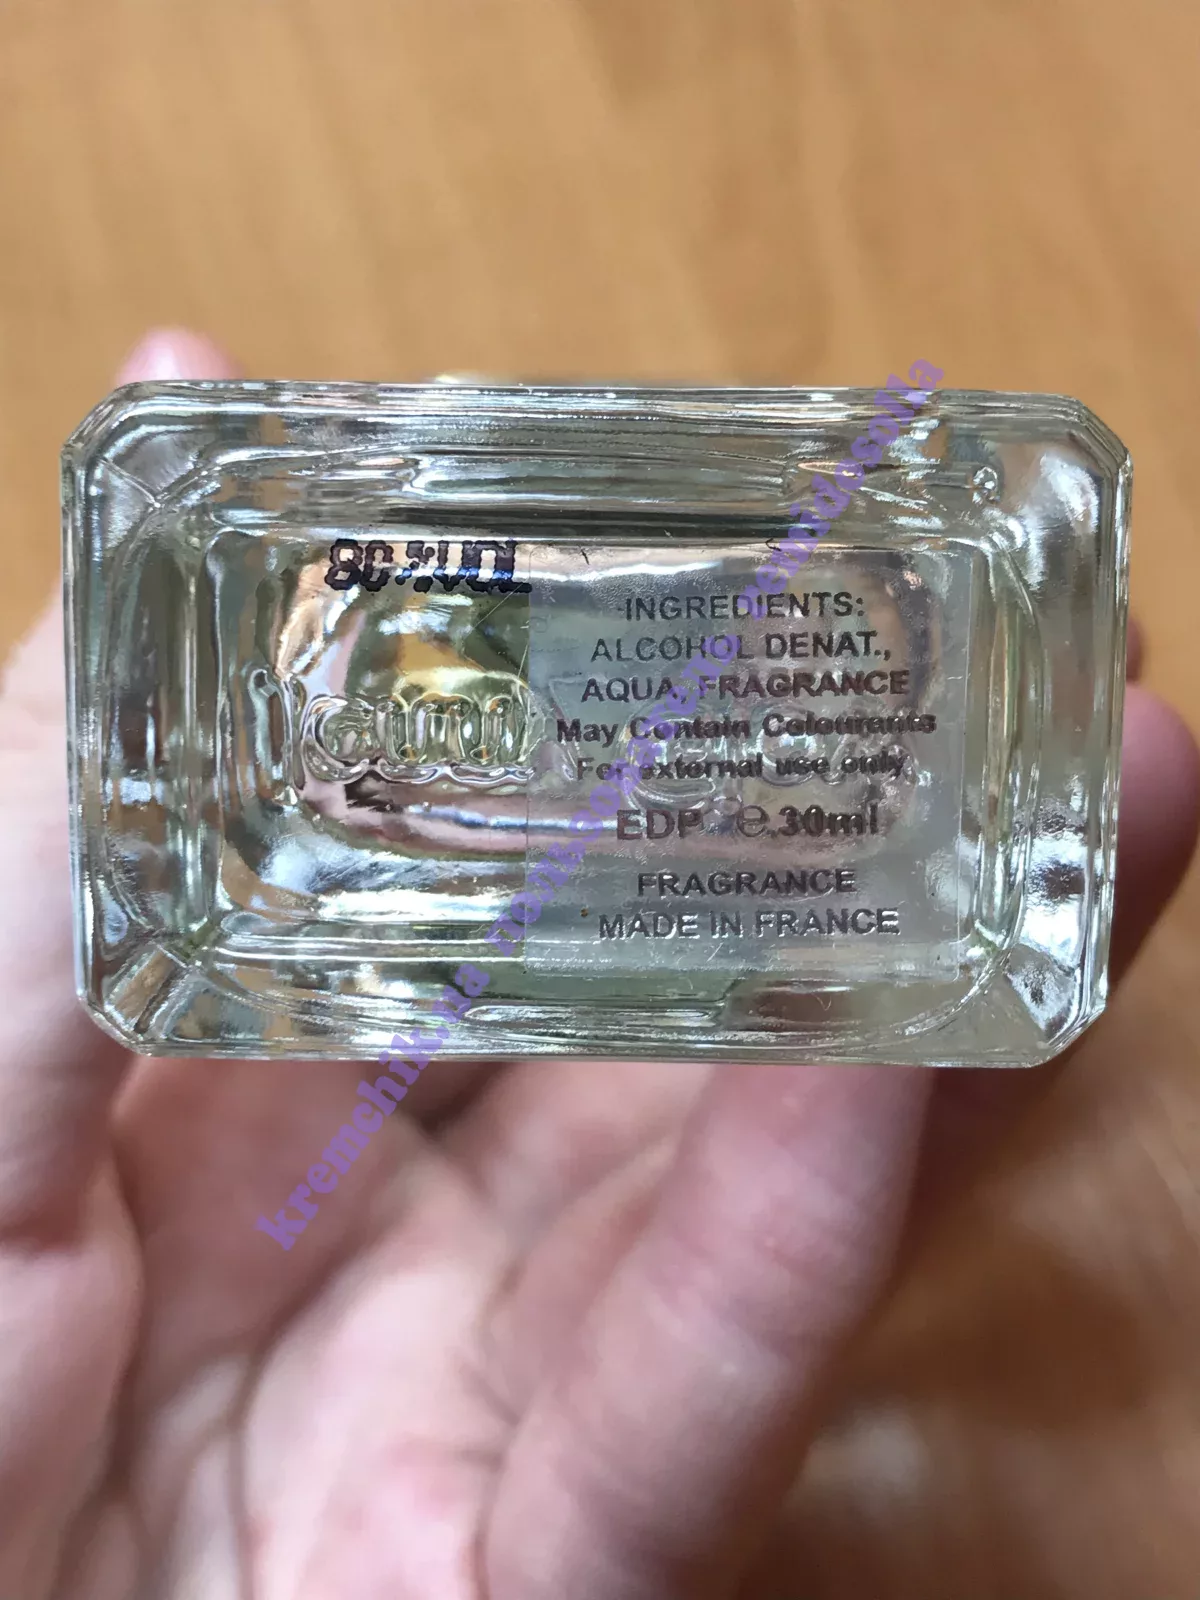 80 %VOL
INGREDIENTS:
ALCOHOL DENAT.,
AQUA, FRAGRANCE
May Contain Colourants
For external use only
EDP ℮ 30ml
FRAGRANCE
MADE IN FRANCE
kremchik.ua